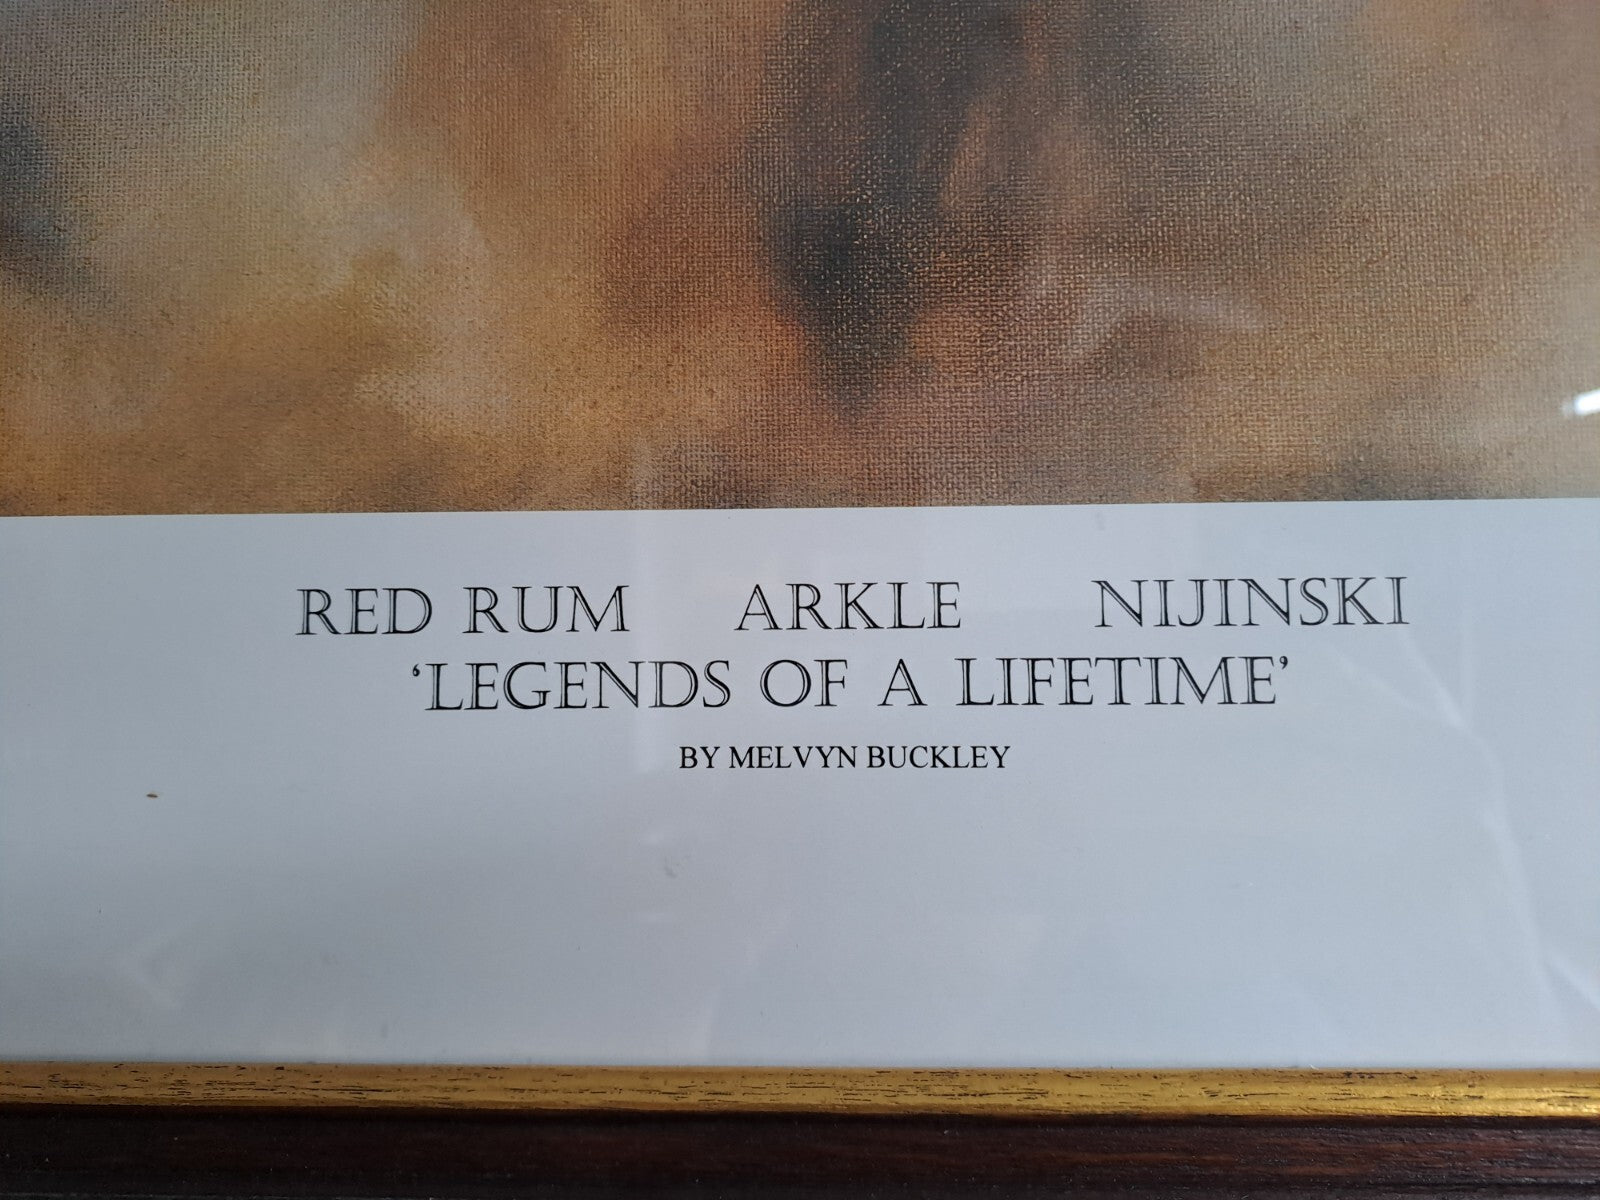 RED RUM ARKLE NIJINSKI
‘LEGENDS OF A LIFETIME’
BY MELVYN BUCKLEY